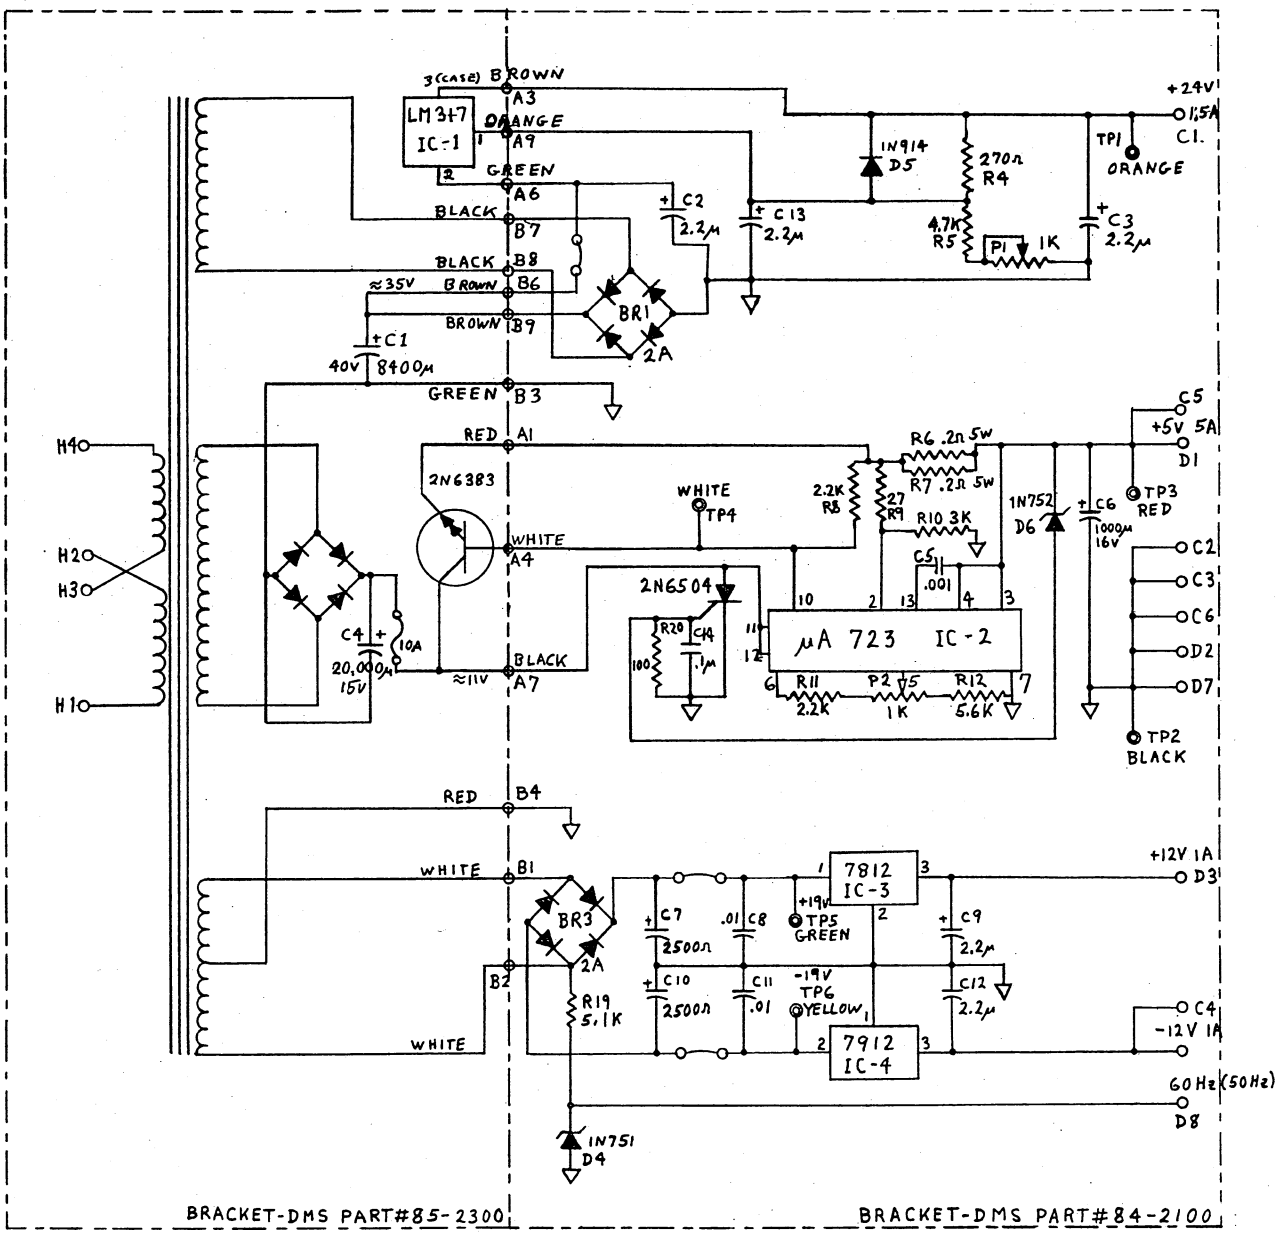 3 (CASE)
BROWN
A3
LM3+7
IC-1
1
ORANGE
A9
2
GREEN
A6
BLACK
B7
BLACK
B8
≈35V
BROWN
B6
BROWN
B9
+
C1
40V 8400μ
GREEN
B3
+
C2
2.2μ
BR1
2A
+
C13
2.2μ
1N914
D5
270Ω
R4
4.7K
R5
P1
1K
+
C3
2.2μ
TP1
ORANGE
+24V
1.5A
C1.
H4
H2
H3
H1
RED
A1
2N6383
WHITE
A4
WHITE
TP4
C4
+
20,000μ
15V
10A
≈11V
BLACK
A7
2.2K
R8
27
R9
R6 .2Ω 5W
R7 .2Ω 5W
R10 3K
C5
.001
1N752
D6
+
C6
1000μ
16V
C5
+5V 5A
D1
TP3
RED
C2
C3
C6
D2
D7
TP2
BLACK
2N6504
R20
100
C14
.1μ
10
2
13
4
3
11
12
μA 723 IC-2
6
5
7
R11
2.2K
P2
1K
R12
5.6K
RED
B4
WHITE
B1
BR3
2A
B2
WHITE
R19
5.1K
+
C7
2500Ω
.01
C8
+19V
TP5
GREEN
1
7812
IC-3
3
2
+
C9
2.2μ
+12V 1A
D3
+
C10
2500Ω
C11
.01
-19V
TP6
YELLOW
1
2
7912
IC-4
3
C12
2.2μ
C4
-12V 1A
60Hz (50Hz)
D8
1N751
D4
BRACKET-DMS PART#85-2300
BRACKET-DMS PART#84-2100